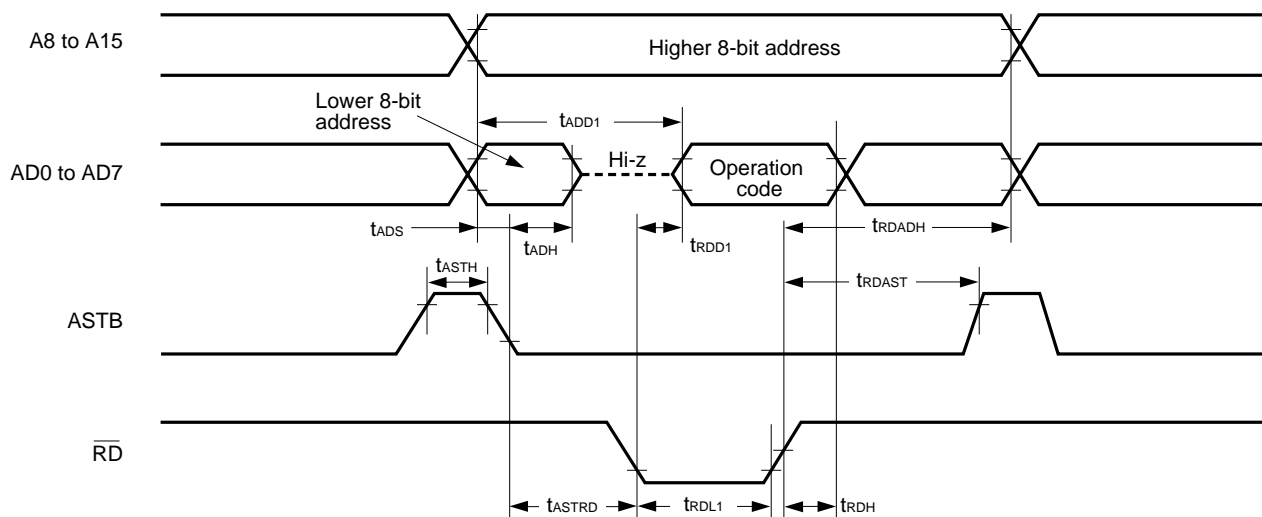 A8 to A15
Higher 8-bit address
Lower 8-bit
address
tADD1
AD0 to AD7
Hi-z
Operation
code
tADS
tADH
tRDD1
tRDADH
tASTH
tRDAST
ASTB
RD
tASTRD
tRDL1
tRDH